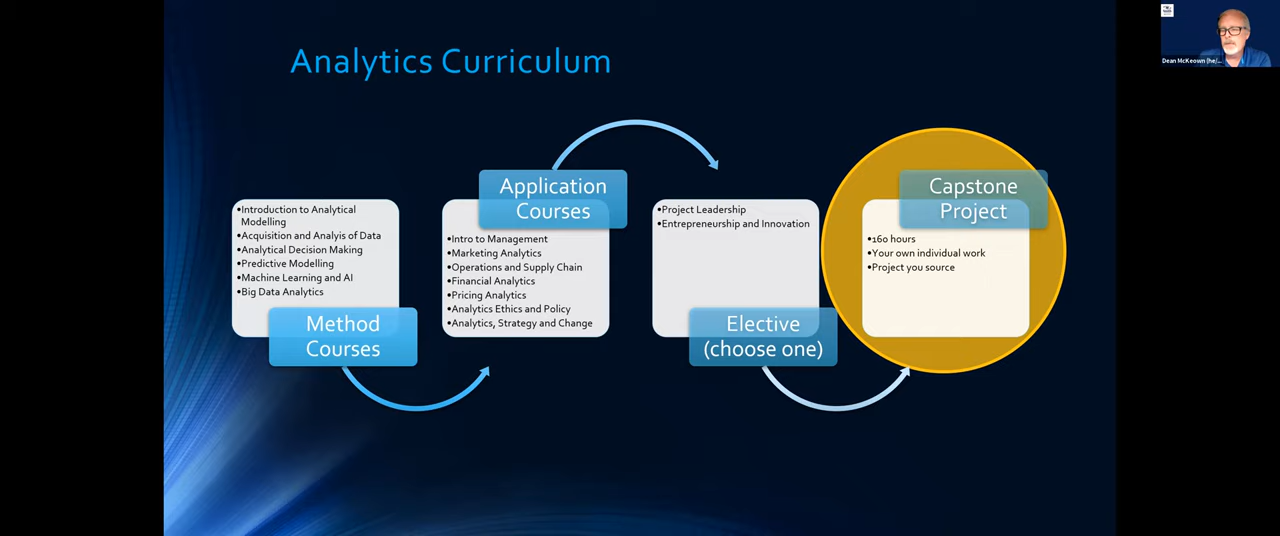 Analytics Curriculum
•Introduction to Analytical
Modelling
•Acquisition and Analyis of Data
•Analytical Decision Making
•Predictive Modelling
•Machine Learning and AI
•Big Data Analytics
Method
Courses
Application
Courses
•Intro to Management
•Marketing Analytics
•Operations and Supply Chain
•Financial Analytics
•Pricing Analytics
•Analytics Ethics and Policy
•Analytics, Strategy and Change
•Project Leadership
•Entrepreneurship and Innovation
Elective
(choose one)
Capstone
Project
•160 hours
•Your own individual work
•Project you source
Dean McKeown (he/...